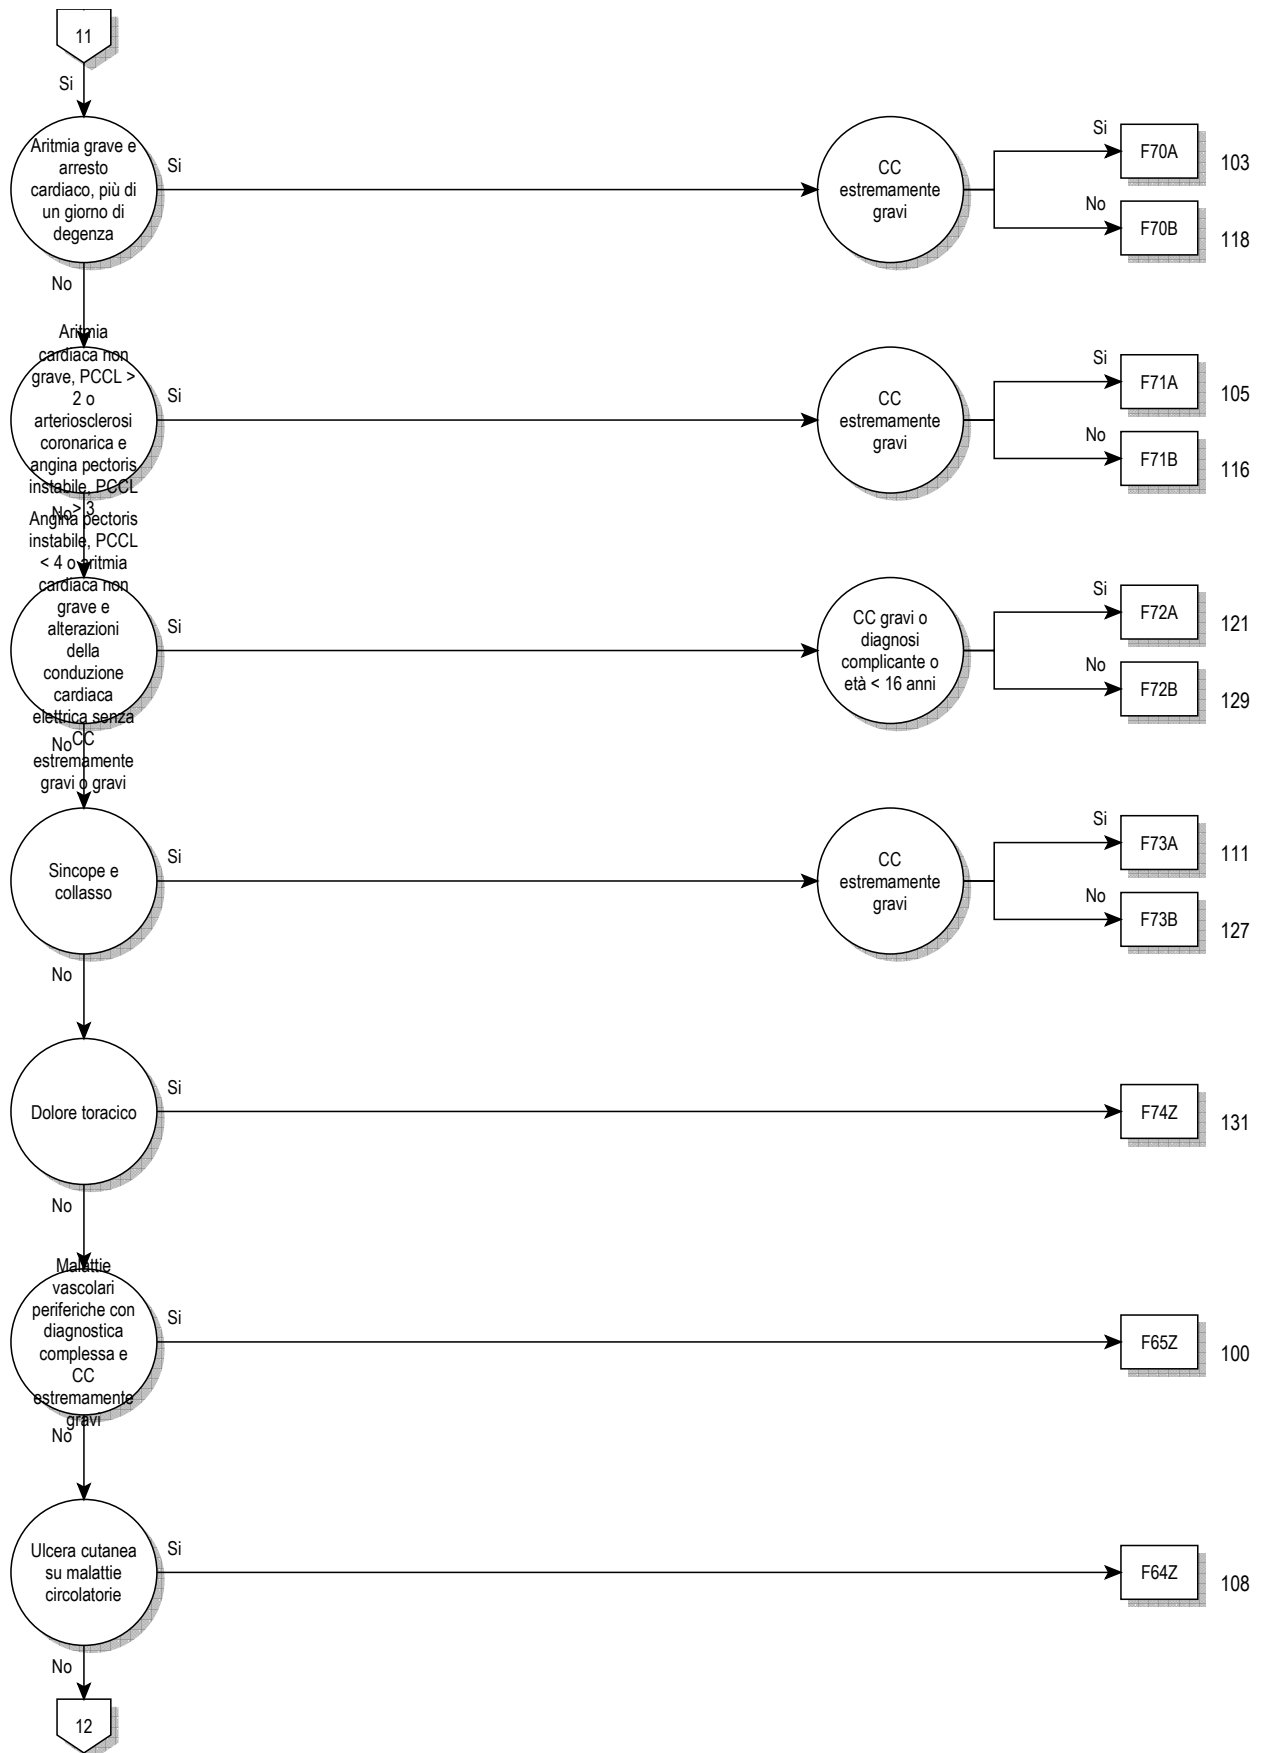 11
Si
Aritmia grave e
arresto
cardiaco, più di
un giorno di
degenza
Si
CC
estremamente
gravi
Si
F70A
103
No
F70B
118
No
Aritmia
cardiaca non
grave, PCCL >
2 o
arteriosclerosi
coronarica e
angina pectoris
instabile, PCCL
> 3
Si
CC
estremamente
gravi
Si
F71A
105
No
F71B
116
No
Angina pectoris
instabile, PCCL
< 4 o aritmia
cardiaca non
grave e
alterazioni
della
conduzione
cardiaca
elettrica senza
CC
estremamente
gravi o gravi
Si
CC gravi o
diagnosi
complicante o
età < 16 anni
Si
F72A
121
No
F72B
129
No
Sincope e
collasso
Si
CC
estremamente
gravi
Si
F73A
111
No
F73B
127
No
Dolore toracico
Si
F74Z
131
No
Malattie
vascolari
periferiche con
diagnostica
complessa e
CC
estremamente
gravi
Si
F65Z
100
No
Ulcera cutanea
su malattie
circolatorie
Si
F64Z
108
No
12